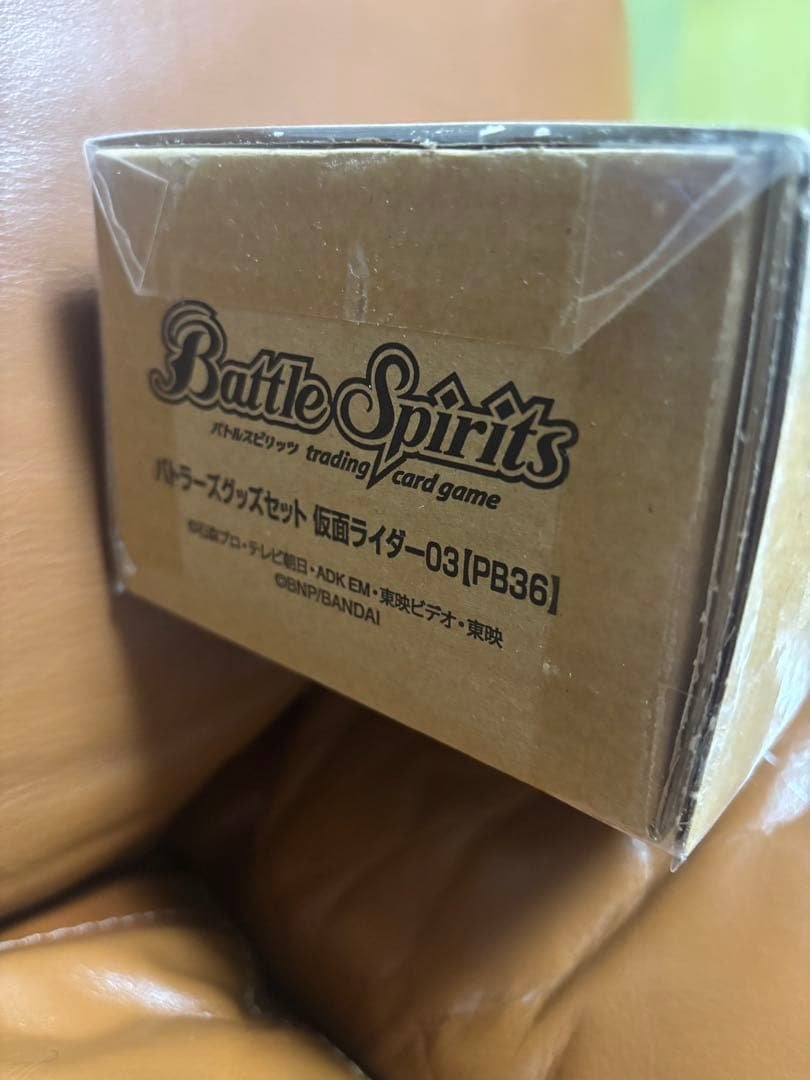 Battle Spirits
バトルスピリッツ trading card game
バトラーズグッズセット 仮面ライダー03【PB36】
©石森プロ・テレビ朝日・ADK EM・東映ビデオ・東映
©BNP/BANDAI